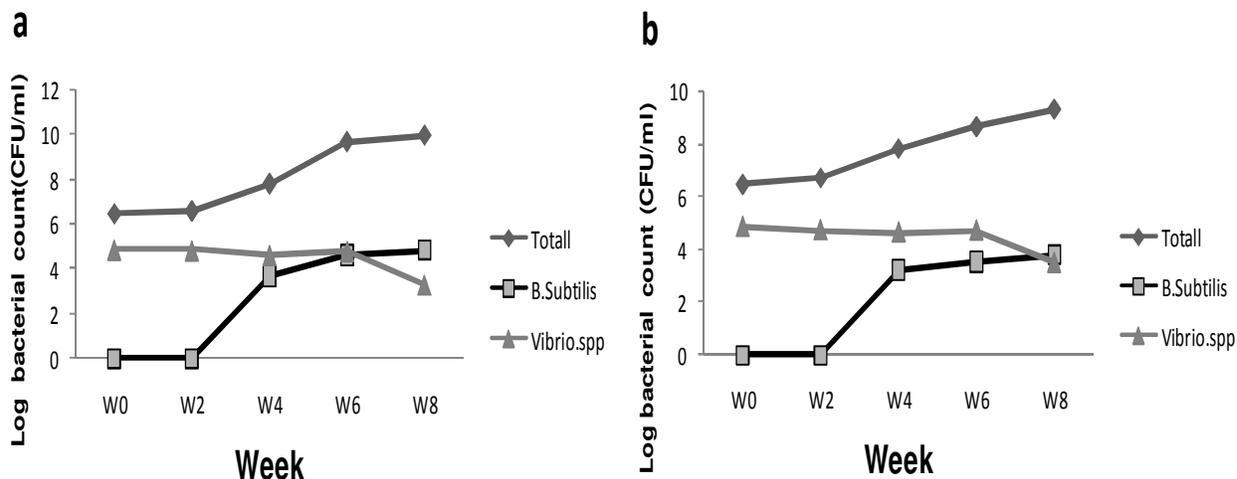 a
Log bacterial count(CFU/ml)
12
10
8
6
4
2
0
W0 W2 W4 W6 W8
Week
Totall
B.Subtilis
Vibrio.spp
b
Log bacterial count (CFU/ml)
10
8
6
4
2
0
W0 W2 W4 W6 W8
Week
Totall
B.Subtilis
Vibrio.spp